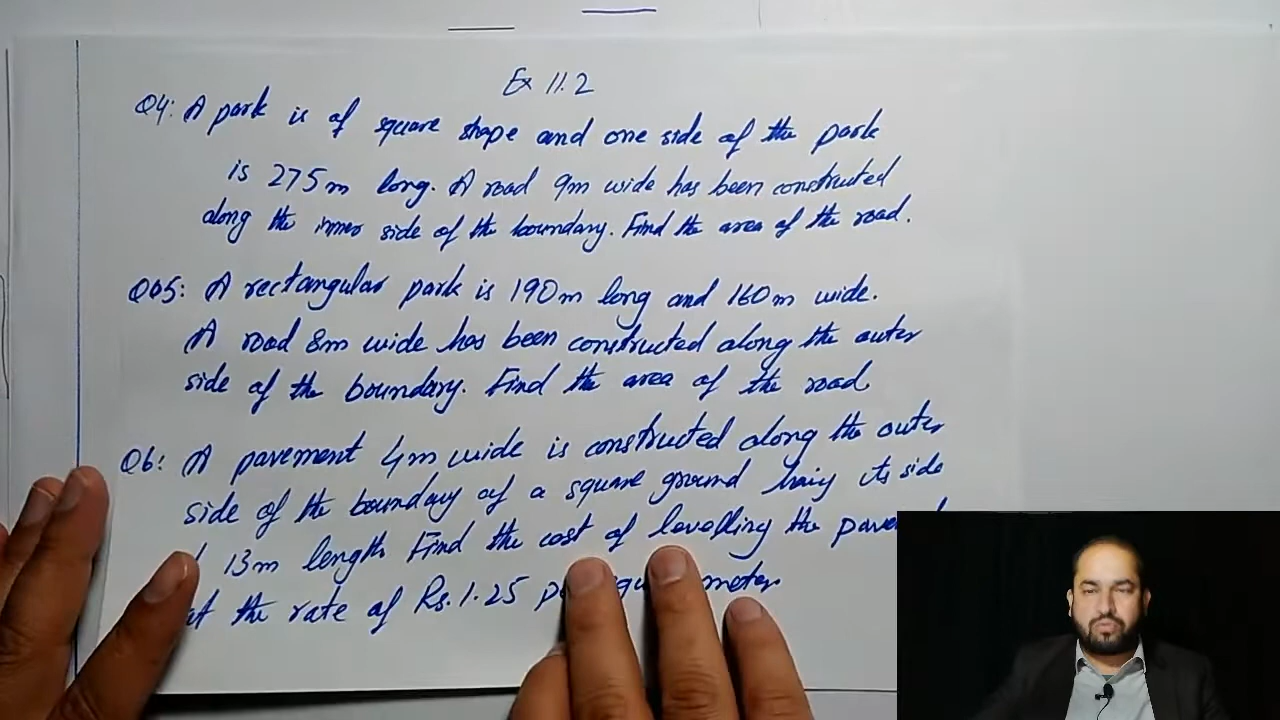 Ex 11.2
Q4: A park is of square shape and one side of the park
is 275m long. A road 9m wide has been constructed
along the inner side of the boundary. Find the area of the road.
Q05: A rectangular park is 190m long and 160m wide.
A road 8m wide has been constructed along the outer
side of the boundary. Find the area of the road
Q6: A pavement 4m wide is constructed along the outer
side of the boundary of a square ground having its side
13m length Find the cost of levelling the
at the rate of Rs. 1.25 meter